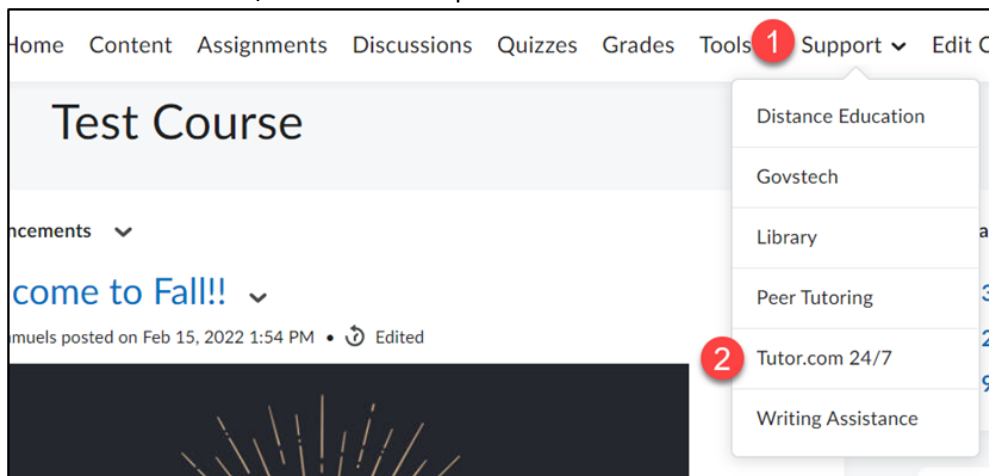 Home Content Assignments Discussions Quizzes Grades Tools 1 Support Edit
Test Course
Distance Education
Govstech
Library
Peer Tutoring
2 Tutor.com 24/7
Writing Assistance
ncements
come to Fall!!
muels posted on Feb 15, 2022 1:54 PM • Edited